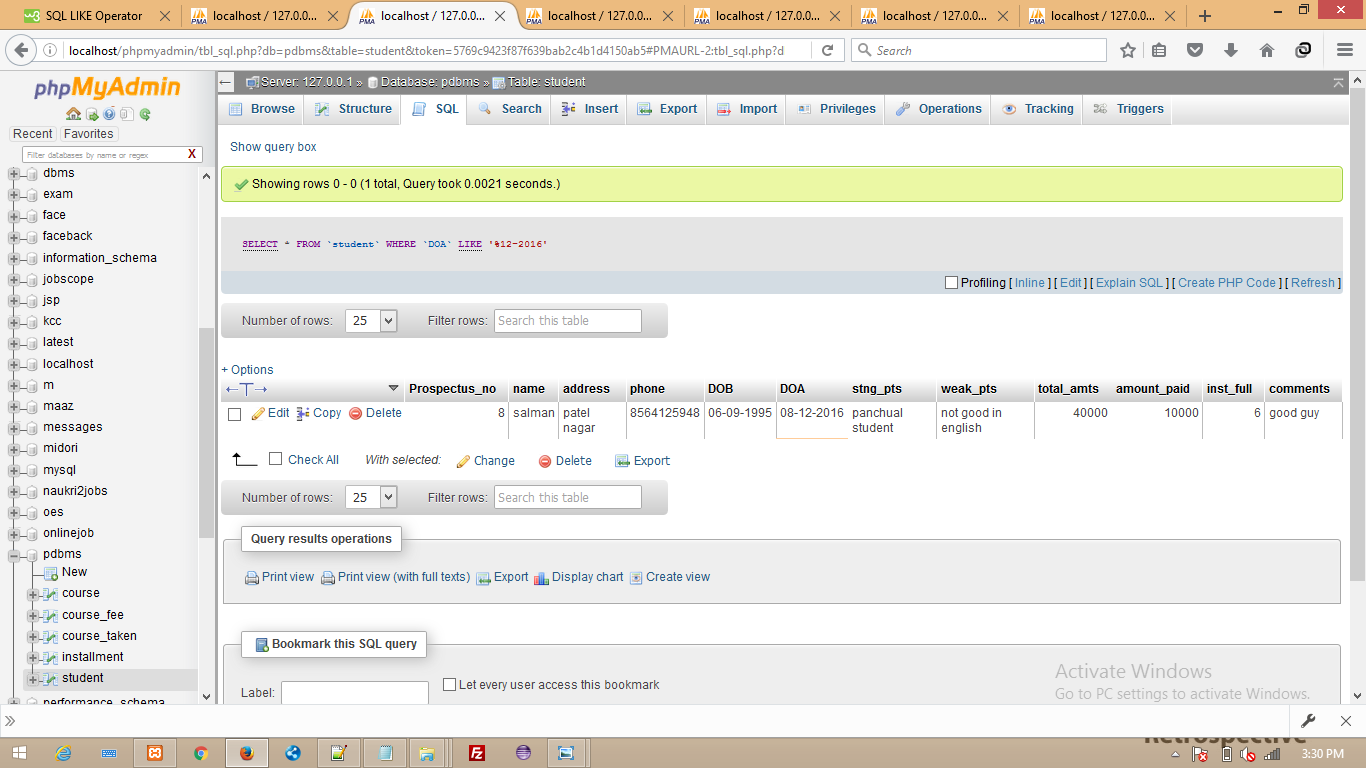 SQL LIKE Operator
localhost / 127.0.0...
localhost / 127.0.0...
localhost / 127.0.0...
localhost / 127.0.0...
localhost / 127.0.0...
localhost / 127.0.0...
localhost/phpmyadmin/tbl_sql.php?db=pdbms&table=student&token=5769c9423f87f639bab2c4b1d4150ab5#PMAURL-2:tbl_sql.php?d
Search
phpMyAdmin
Server: 127.0.0.1 » Database: pdbms » Table: student
Browse Structure SQL Search Insert Export Import Privileges Operations Tracking Triggers
Recent Favorites
Filter databases by name or regex X
dbms
exam
face
faceback
information_schema
jobscope
jsp
kcc
latest
localhost
m
maaz
messages
midori
mysql
naukri2jobs
oes
onlinejob
pdbms
New
course
course_fee
course_taken
installment
student
performance_schema
Show query box
Showing rows 0 - 0 (1 total, Query took 0.0021 seconds.)
SELECT * FROM `student` WHERE `DOA` LIKE '%12-2016'
Profiling [ Inline ] [ Edit ] [ Explain SQL ] [ Create PHP Code ] [ Refresh ]
Number of rows: 25 Filter rows: Search this table
+ Options
←T→ Prospectus_no name address phone DOB DOA stng_pts weak_pts total_amts amount_paid inst_full comments
Edit Copy Delete 8 salman patel nagar 8564125948 06-09-1995 08-12-2016 panchual student not good in english 40000 10000 6 good guy
Check All With selected: Change Delete Export
Number of rows: 25 Filter rows: Search this table
Query results operations
Print view Print view (with full texts) Export Display chart Create view
Bookmark this SQL query
Label: Let every user access this bookmark
Activate Windows
Go to PC settings to activate Windows.
Retrospective
3:30 PM